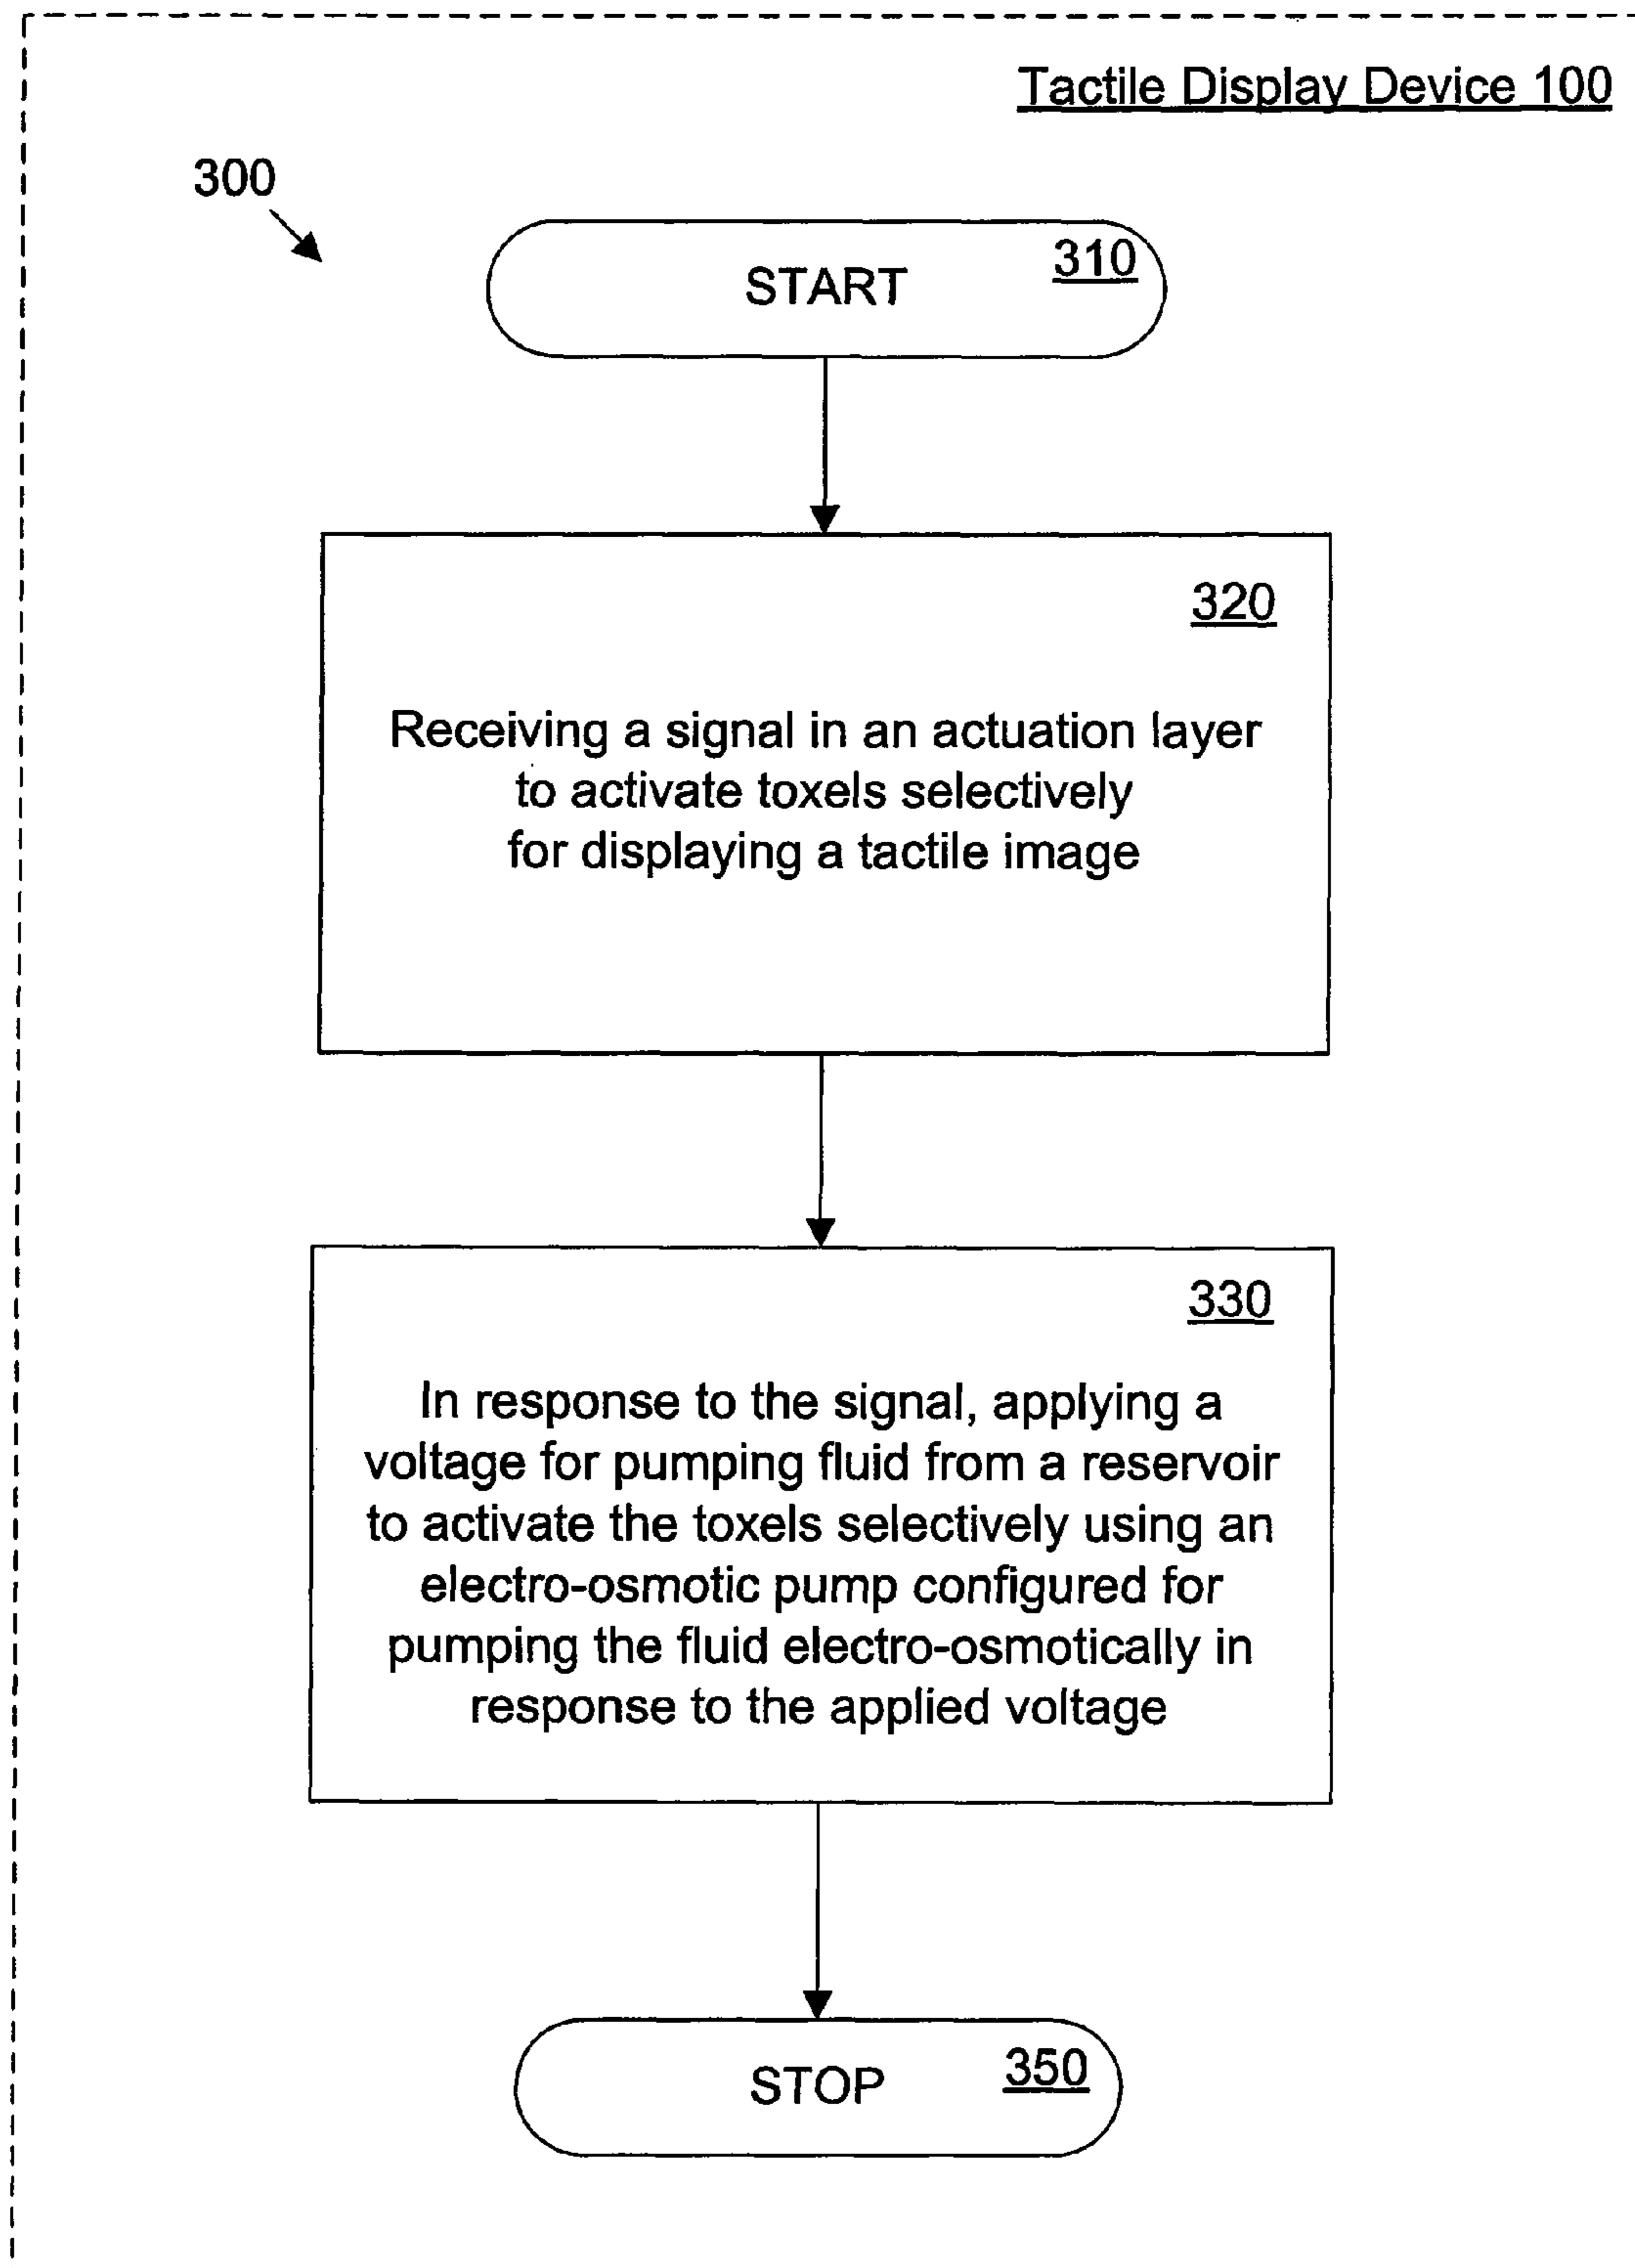 Tactile Display Device 100
300
310
START
320
Receiving a signal in an actuation layer
to activate toxels selectively
for displaying a tactile image
330
In response to the signal, applying a
voltage for pumping fluid from a reservoir
to activate the toxels selectively using an
electro-osmotic pump configured for
pumping the fluid electro-osmotically in
response to the applied voltage
350
STOP